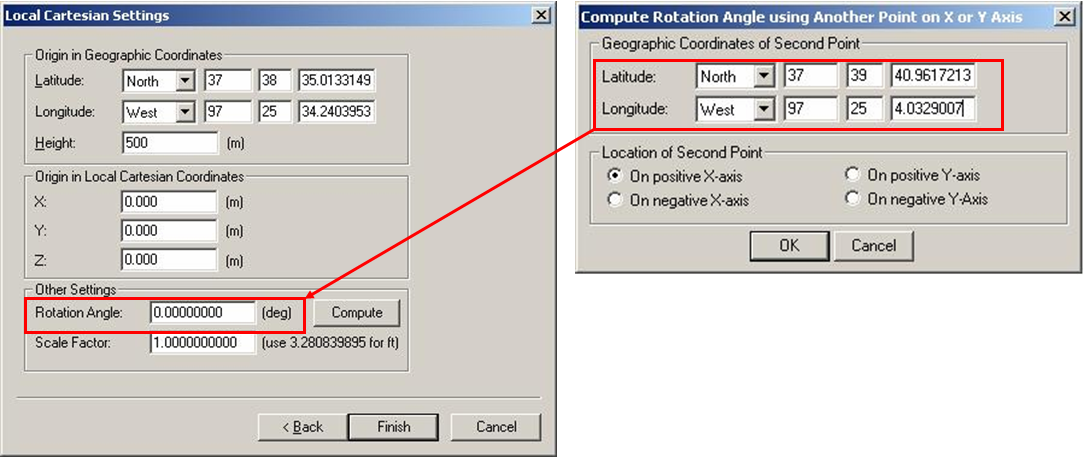 Local Cartesian Settings
Origin in Geographic Coordinates
Latitude: North 37 38 35.0133149
Longitude: West 97 25 34.2403953
Height: 500 (m)
Origin in Local Cartesian Coordinates
X: 0.000 (m)
Y: 0.000 (m)
Z: 0.000 (m)
Other Settings
Rotation Angle: 0.00000000 (deg) Compute
Scale Factor: 1.0000000000 (use 3.280839895 for ft)
< Back Finish Cancel
Compute Rotation Angle using Another Point on X or Y Axis
Geographic Coordinates of Second Point
Latitude: North 37 39 40.9617213
Longitude: West 97 25 4.0329007
Location of Second Point
On positive X-axis On positive Y-axis
On negative X-axis On negative Y-Axis
OK Cancel